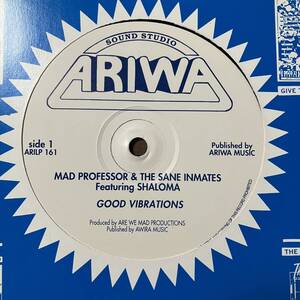 SOUND STUDIO
ARIWA
side 1
ARILP 161
Published by
ARIWA MUSIC
MAD PROFESSOR & THE SANE INMATES
Featuring SHALOMA
GOOD VIBRATIONS
Produced by ARE WE MAD PRODUCTIONS
Published by AWIRA MUSIC
GIVE
THE